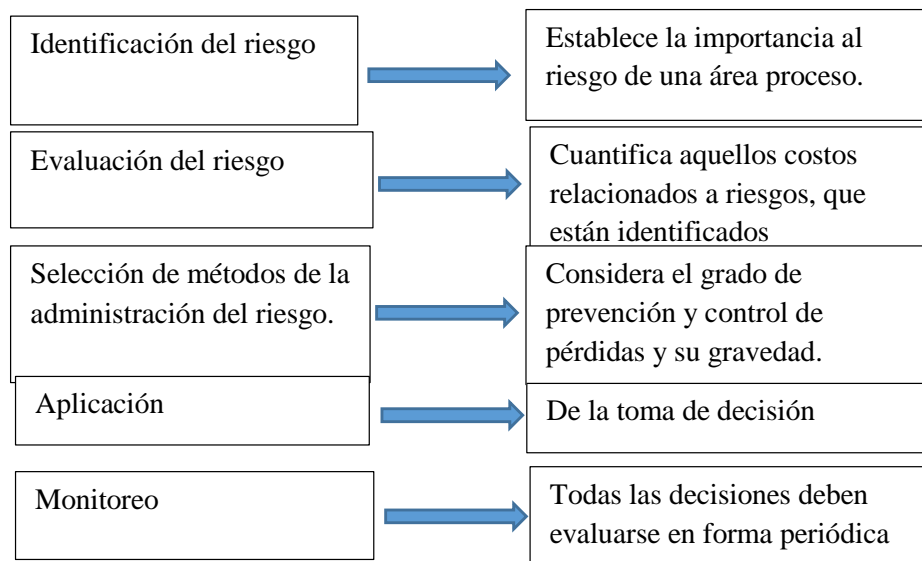 Identificación del riesgo
Establece la importancia al
riesgo de una área proceso.
Evaluación del riesgo
Cuantifica aquellos costos
relacionados a riesgos, que
están identificados
Selección de métodos de la
administración del riesgo.
Considera el grado de
prevención y control de
pérdidas y su gravedad.
Aplicación
De la toma de decisión
Monitoreo
Todas las decisiones deben
evaluarse en forma periódica